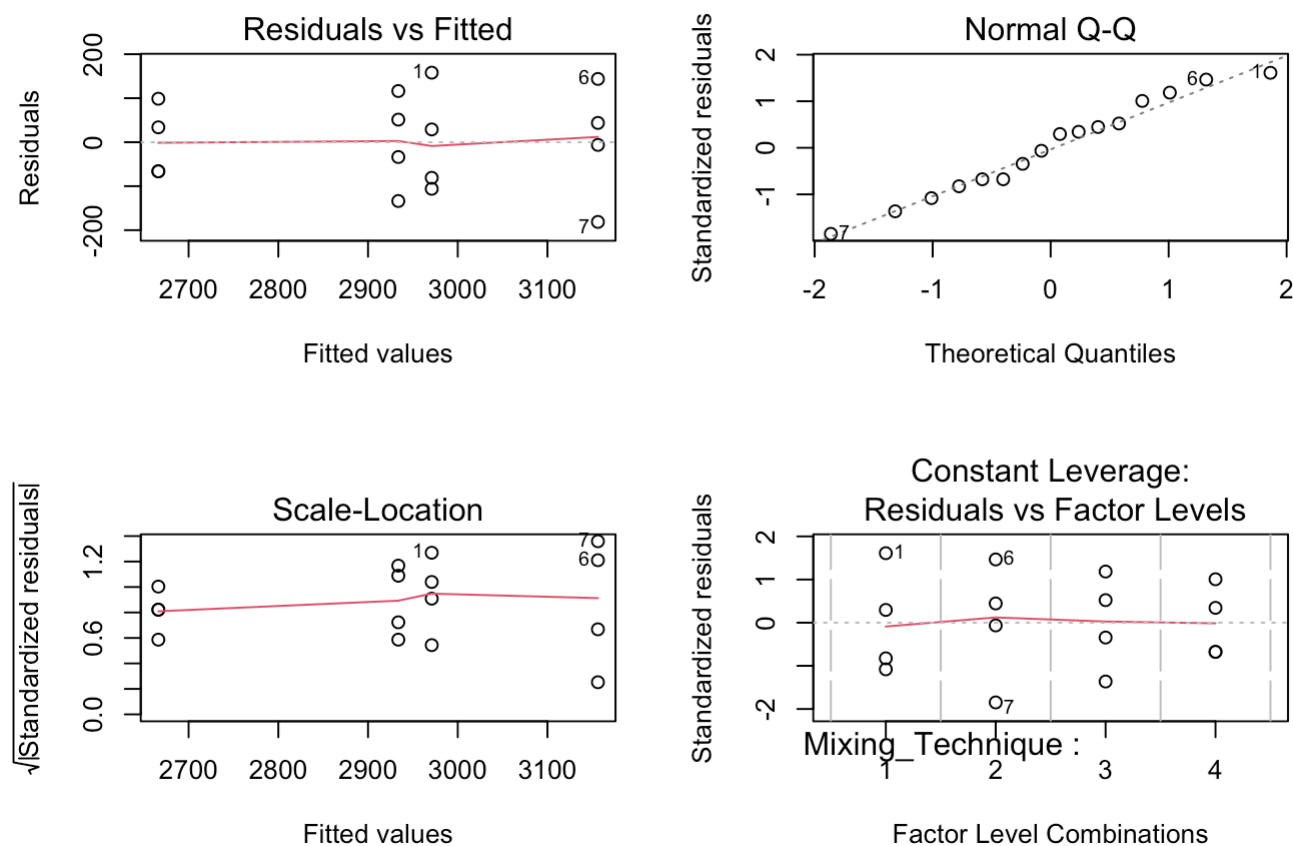 Residuals vs Fitted
Residuals
200
0
-200
1
6
7
2700 2800 2900 3000 3100
Fitted values
Normal Q-Q
Standardized residuals
2
1
0
-1
6
1
7
-2 -1 0 1 2
Theoretical Quantiles
Scale-Location
√|Standardized residuals|
1.2
0.6
0.0
1
7
6
2700 2800 2900 3000 3100
Fitted values
Constant Leverage:
Residuals vs Factor Levels
Standardized residuals
2
1
0
-2
1
6
7
Mixing_Technique :
1 2 3 4
Factor Level Combinations